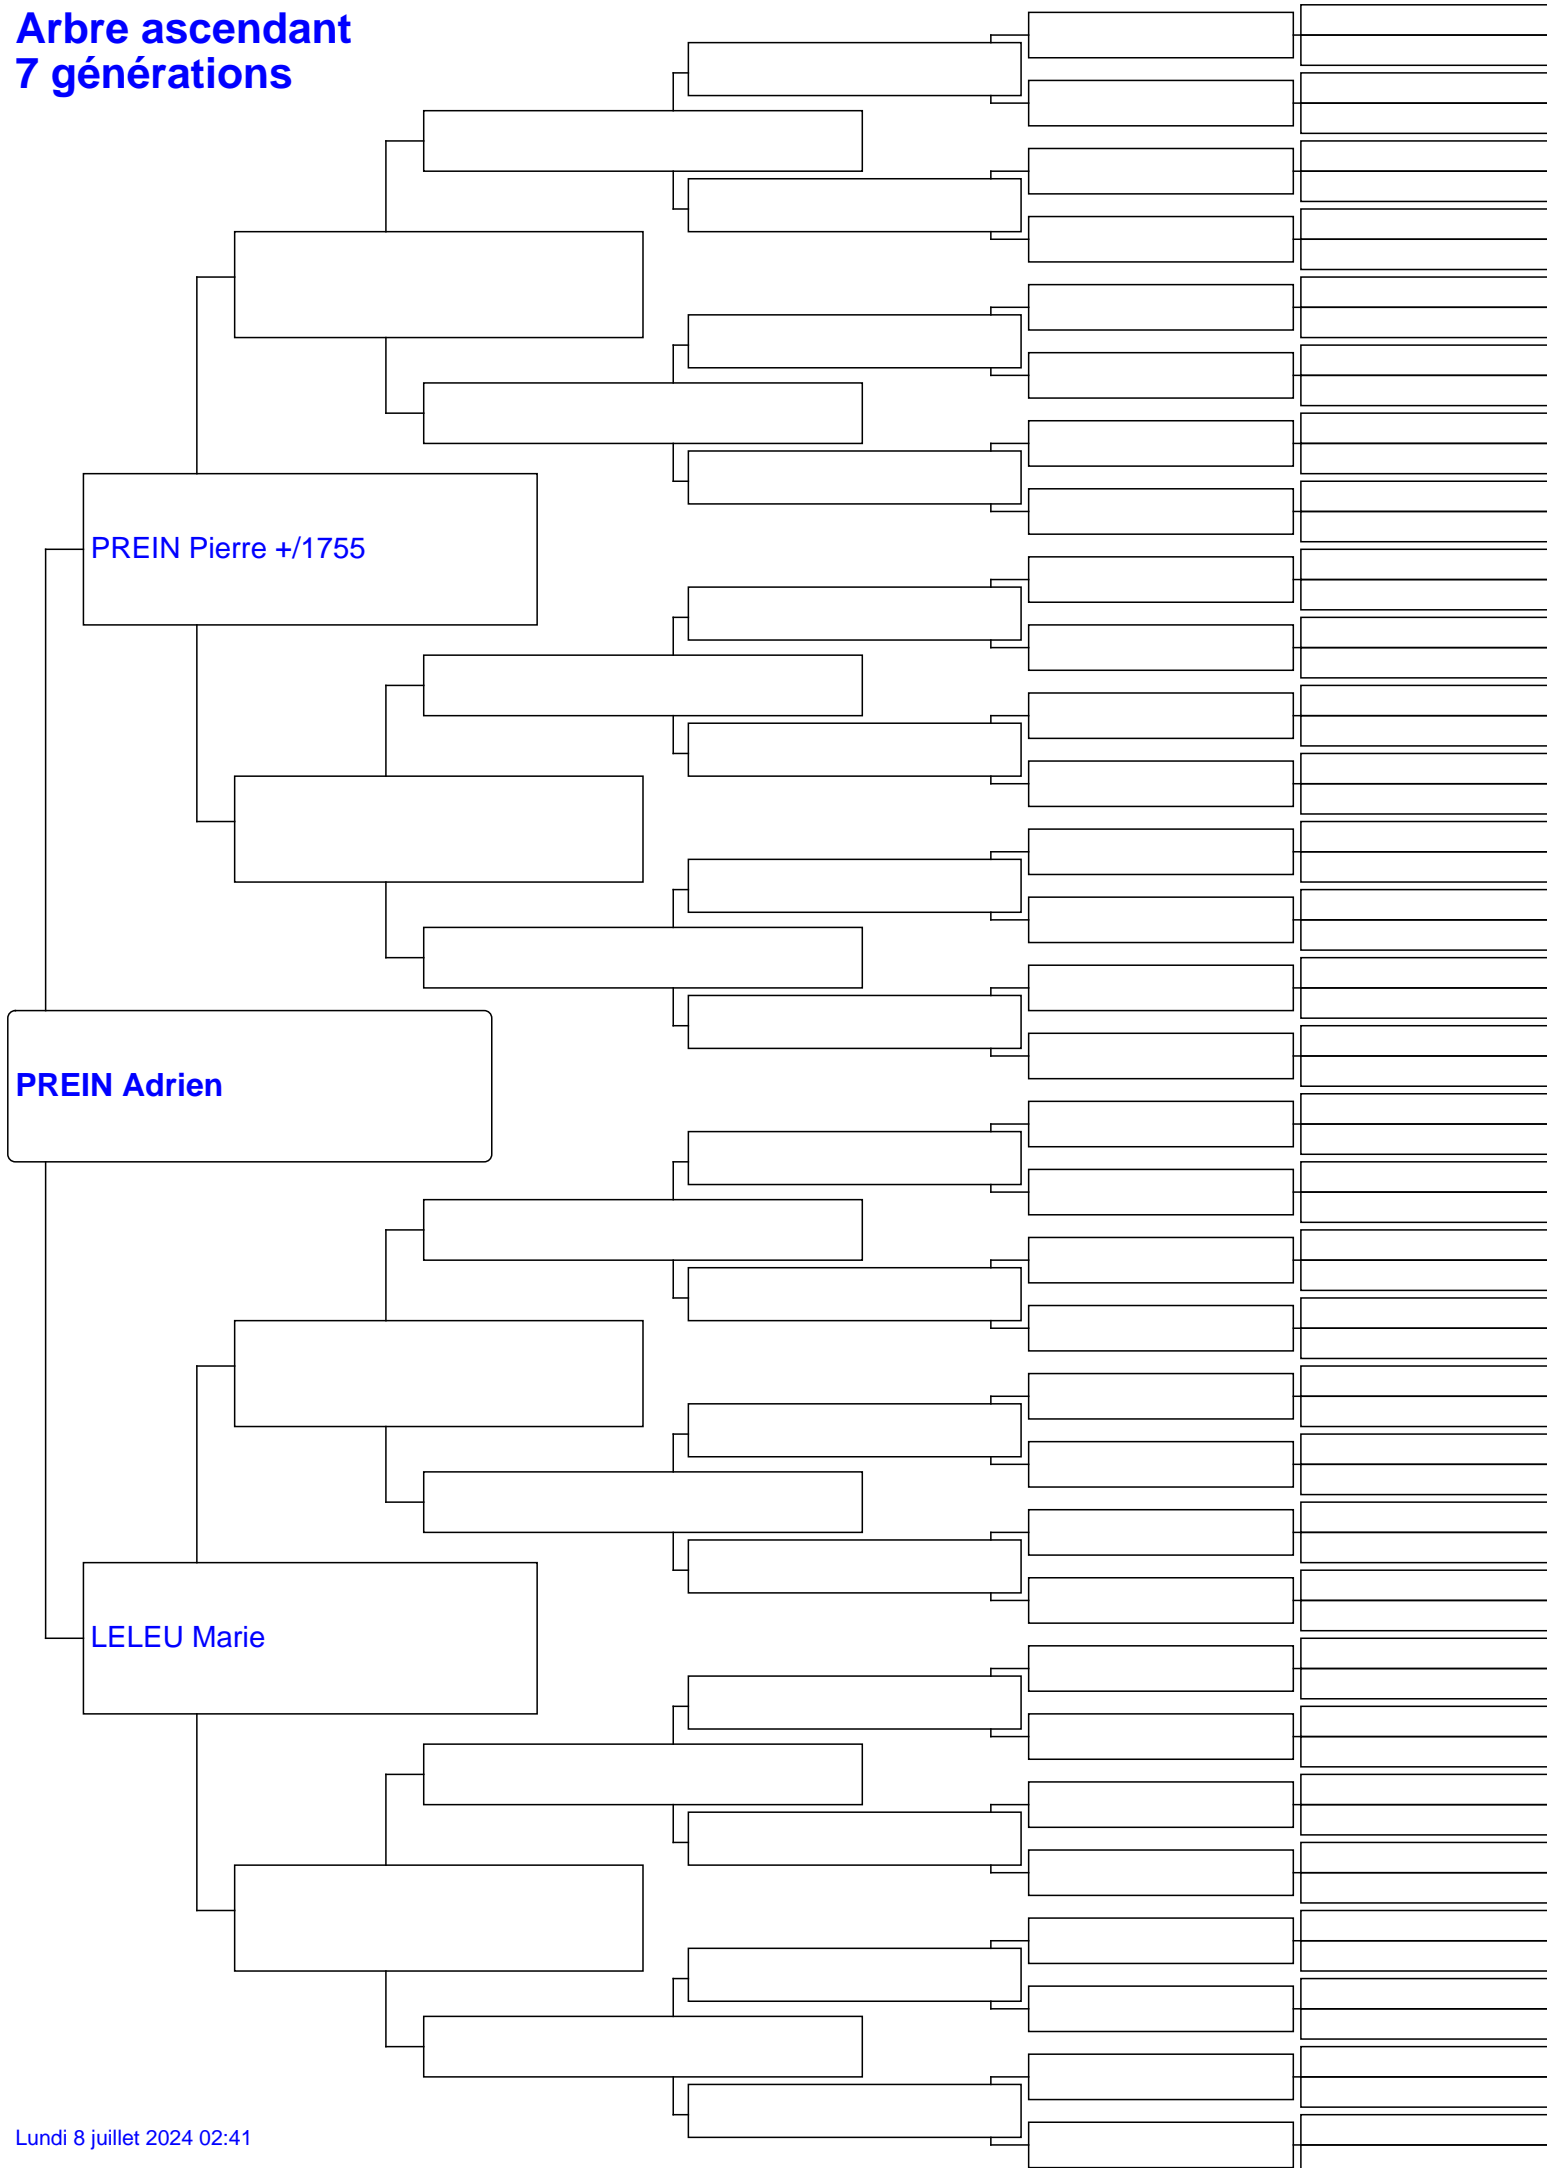 Arbre ascendant
7 générations
PREIN Pierre +/1755
PREIN Adrien
LELEU Marie
Lundi 8 juillet 2024 02:41